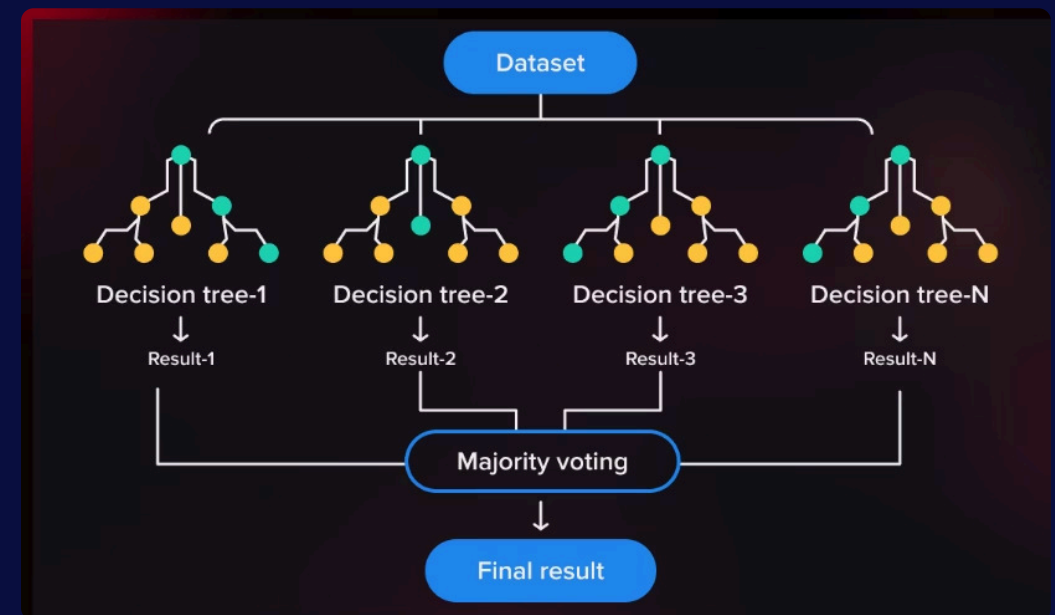 Dataset
Decision tree-1
Decision tree-2
Decision tree-3
Decision tree-N
Result-1
Result-2
Result-3
Result-N
Majority voting
Final result